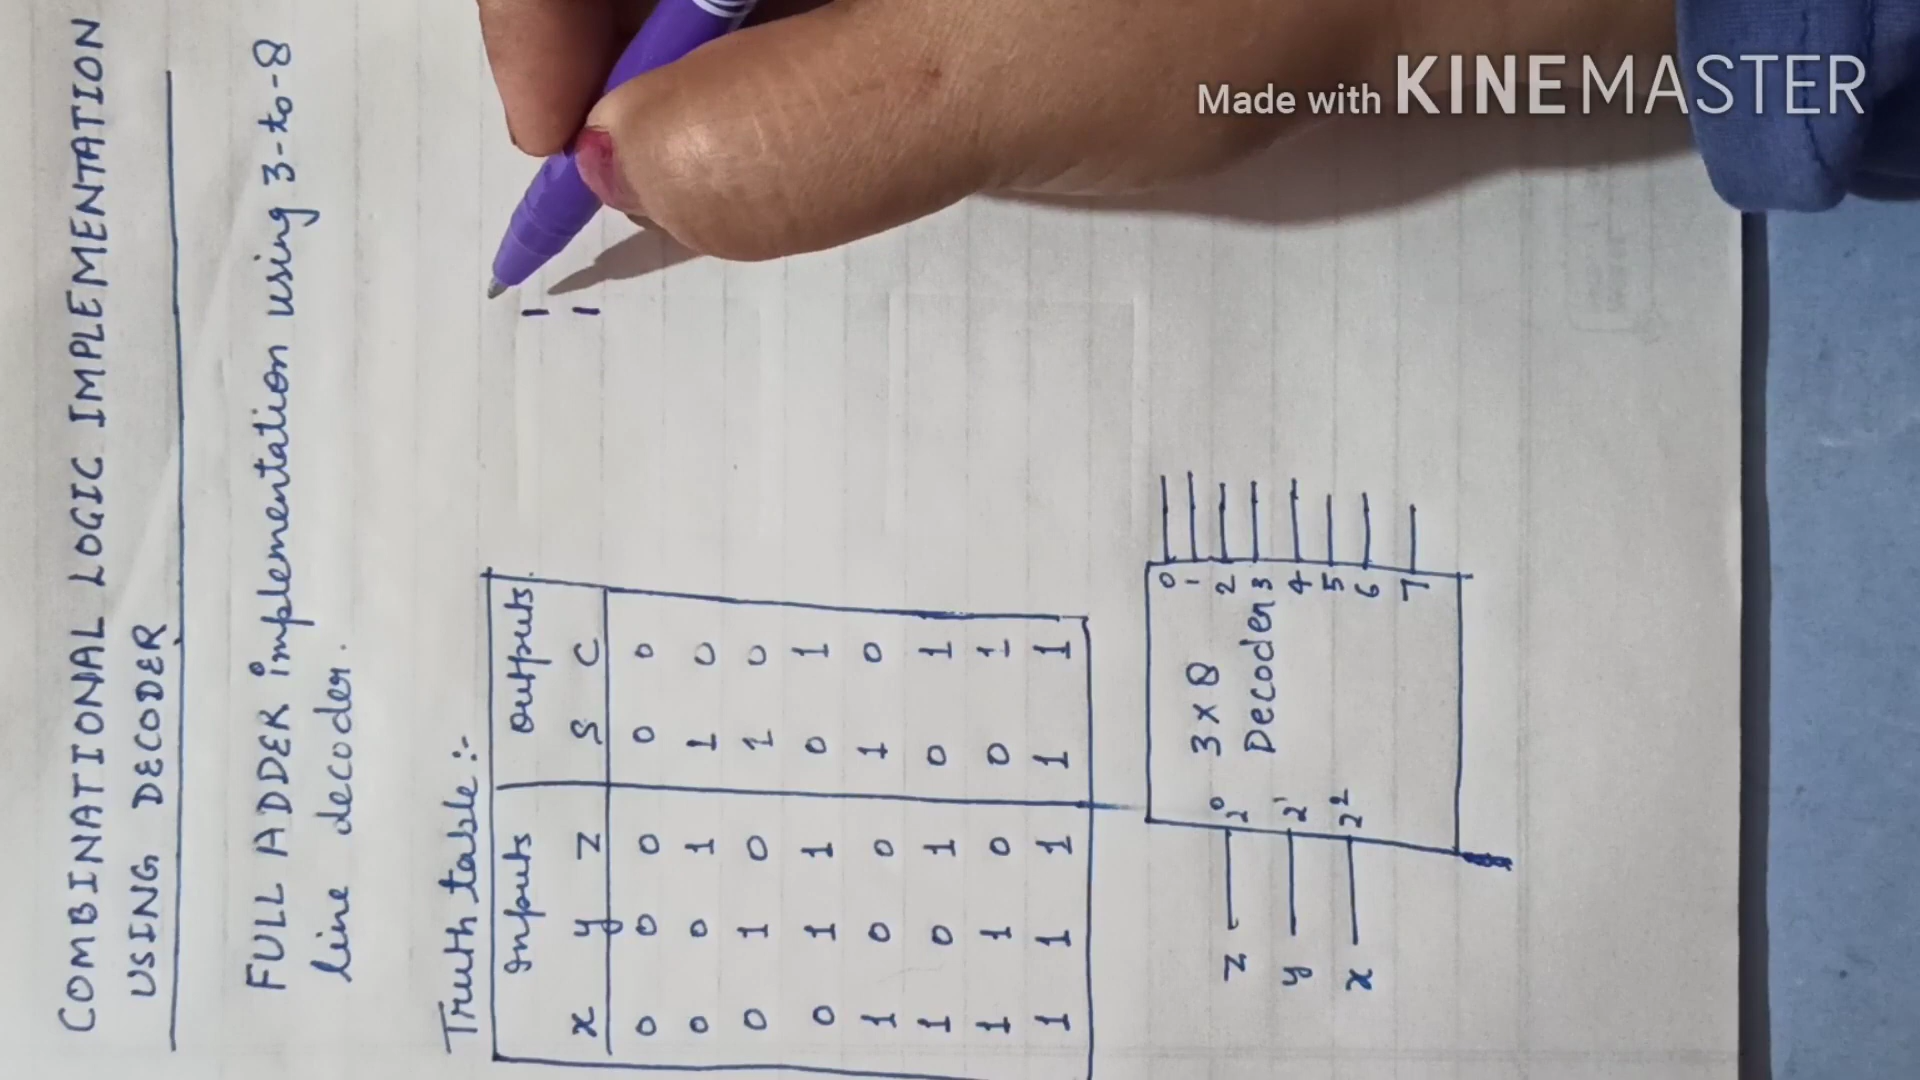 COMBINATIONAL LOGIC IMPLEMENTATION
USING DECODER
FULL ADDER implementation using 3-to-8
line decoder.
Truth table :-
Inputs outputs
x y z S C
0 0 0 0 0
0 0 1 1 0
0 1 0 1 0
0 1 1 0 1
1 0 0 1 0
1 0 1 0 1
1 1 0 0 1
1 1 1 1 1
0
1
z 2⁰ 3x8 2
Decoder 3
y 2¹ 4
x 2² 5
6
7
1 1
Made with KINEMASTER